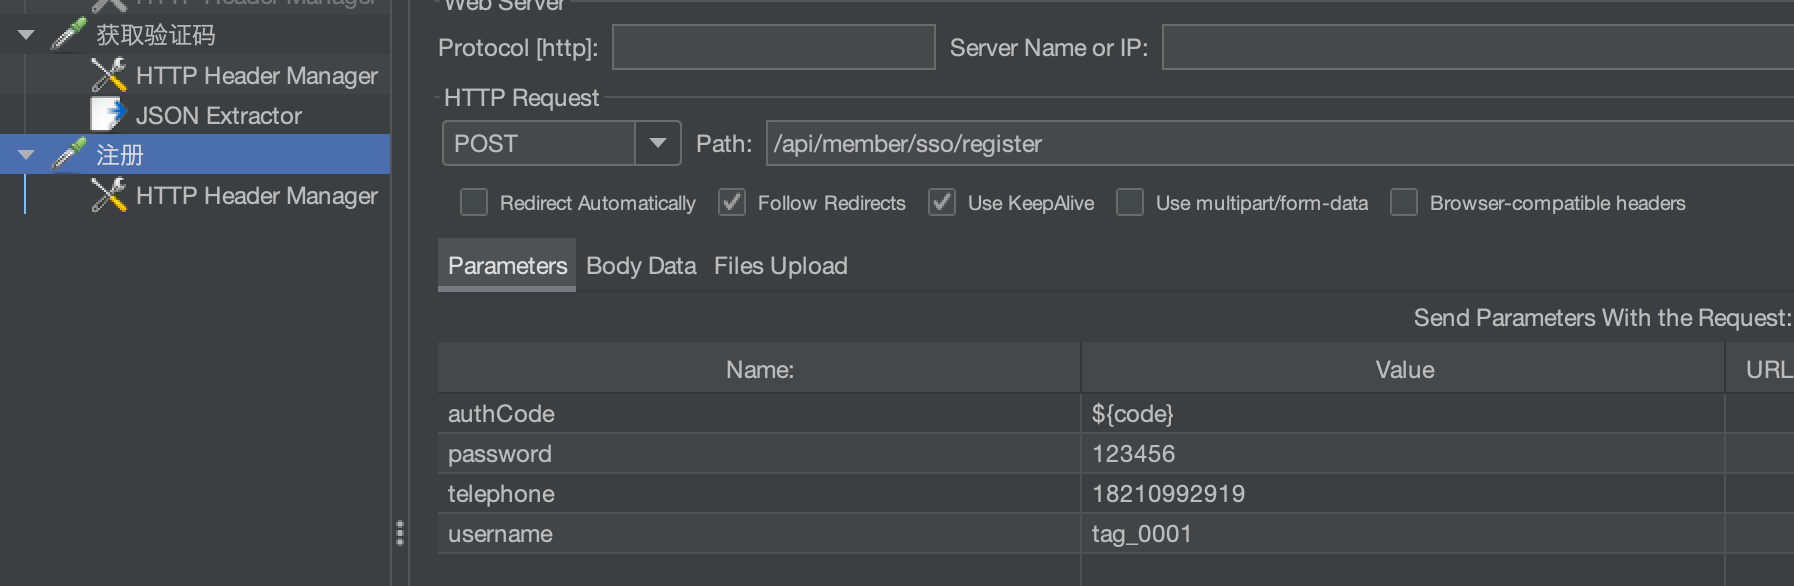 HTTP Header Manager
获取验证码
HTTP Header Manager
JSON Extractor
注册
HTTP Header Manager
Web Server
Protocol [http]:
Server Name or IP:
HTTP Request
POST
Path:
/api/member/sso/register
Redirect Automatically
Follow Redirects
Use KeepAlive
Use multipart/form-data
Browser-compatible headers
Parameters
Body Data
Files Upload
Send Parameters With the Request:
Name: Value URL
authCode ${code}
password 123456
telephone 18210992919
username tag_0001